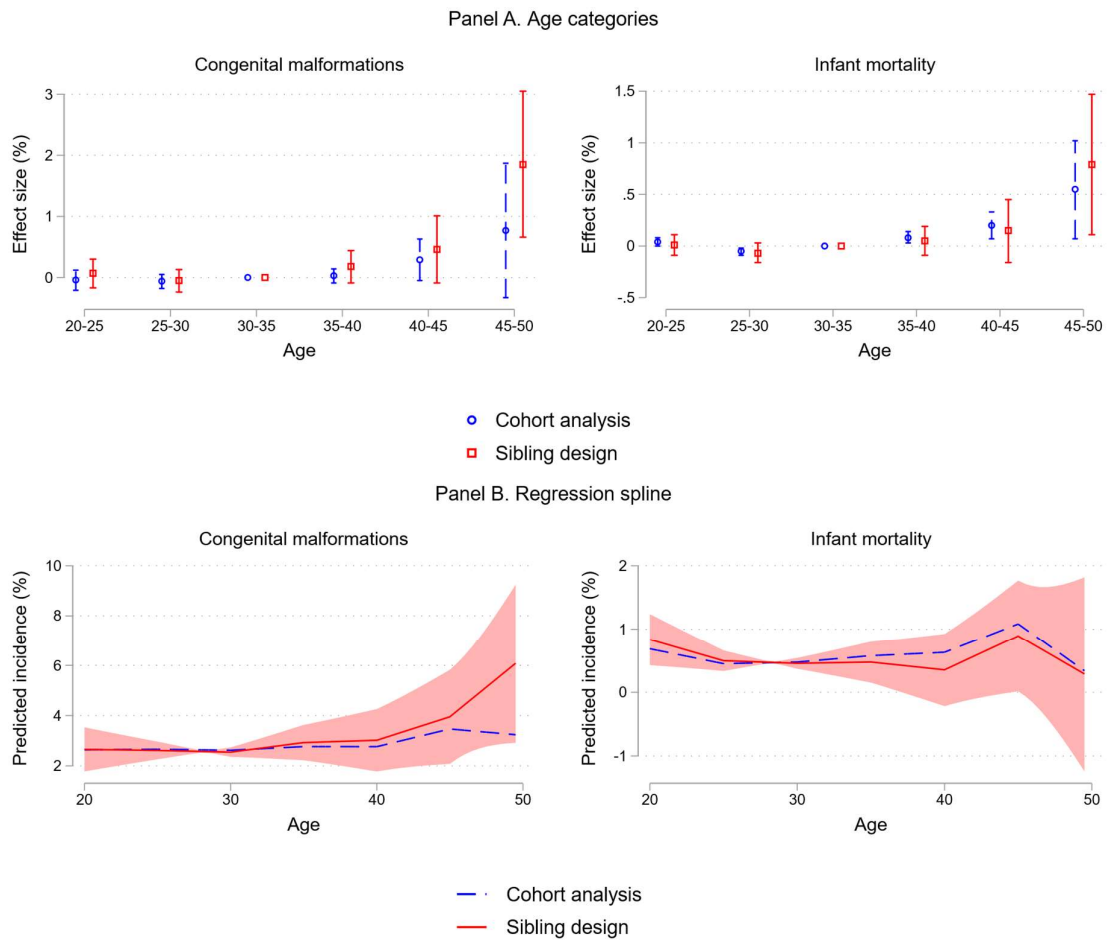 Panel A. Age categories
Congenital malformations
Effect size (%)
3
2
1
0
20-25 25-30 30-35 35-40 40-45 45-50
Age
Infant mortality
Effect size (%)
1.5
1
.5
0
-.5
20-25 25-30 30-35 35-40 40-45 45-50
Age
Cohort analysis
Sibling design
Panel B. Regression spline
Congenital malformations
Predicted incidence (%)
10
8
6
4
2
20 30 40 50
Age
Infant mortality
Predicted incidence (%)
2
1
0
-1
20 30 40 50
Age
Cohort analysis
Sibling design